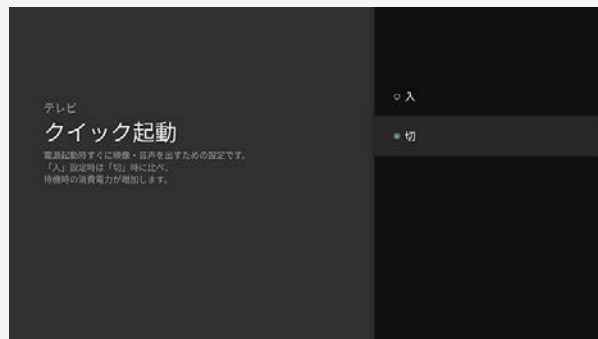 テレビ
クイック起動
電源起動時すぐに映像・音声を出すための設定です。
「入」設定時は「切」時に比べ、
待機時の消費電力が増加します。
入
切